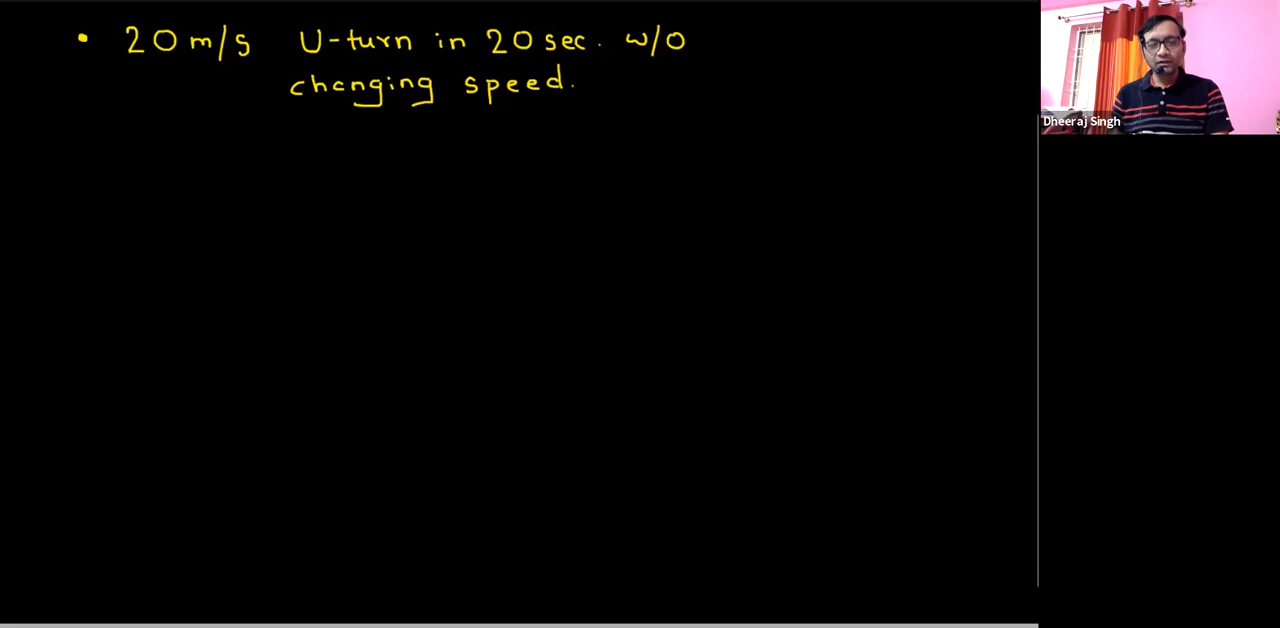 • 20 m/s U-turn in 20 sec. w/o
changing speed.
Dheeraj Singh